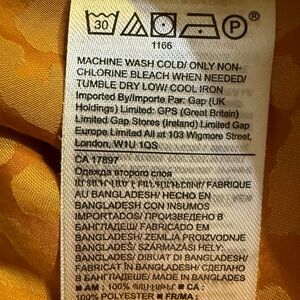 30 P ®
1166
MACHINE WASH COLD/ ONLY NON-
CHLORINE BLEACH WHEN NEEDED/
TUMBLE DRY LOW/ COOL IRON
Imported By/Importe Par: Gap (UK
Holdings) Limited: GPS (Great Britain)
Limited Gap Stores (Ireland) Limited Gap
Europe Limited All at 103 Wigmore Street,
London, W1U 1QS
CA 17897
Одежда второго слоя
FABRIQUE
AU BANGLADESH/ HECHO EN
BANGLADESH CON INSUMOS
IMPORTADOS/ ПРОИЗВЕДЕНО В
БАНГЛАДЕШ/ FABRICADO EM
BANGLADESH/ ZEMLJA PROIZVODNJE
BANGLADEŠ/ SZÁRMAZÁSI HELY:
BANGLADES/ DIBUAT DI BANGLADESH/
FABBRICAT IN BANGLADESH/ СДЕЛАНО
В БАНГЛАДЕШЕ/ MADE IN BANGLADESH
■ AM : 100% ■ CA :
100% POLYESTER ■ FR/MA :